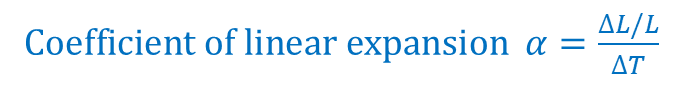 Coefficient of linear expansion α = ΔL/L / ΔT